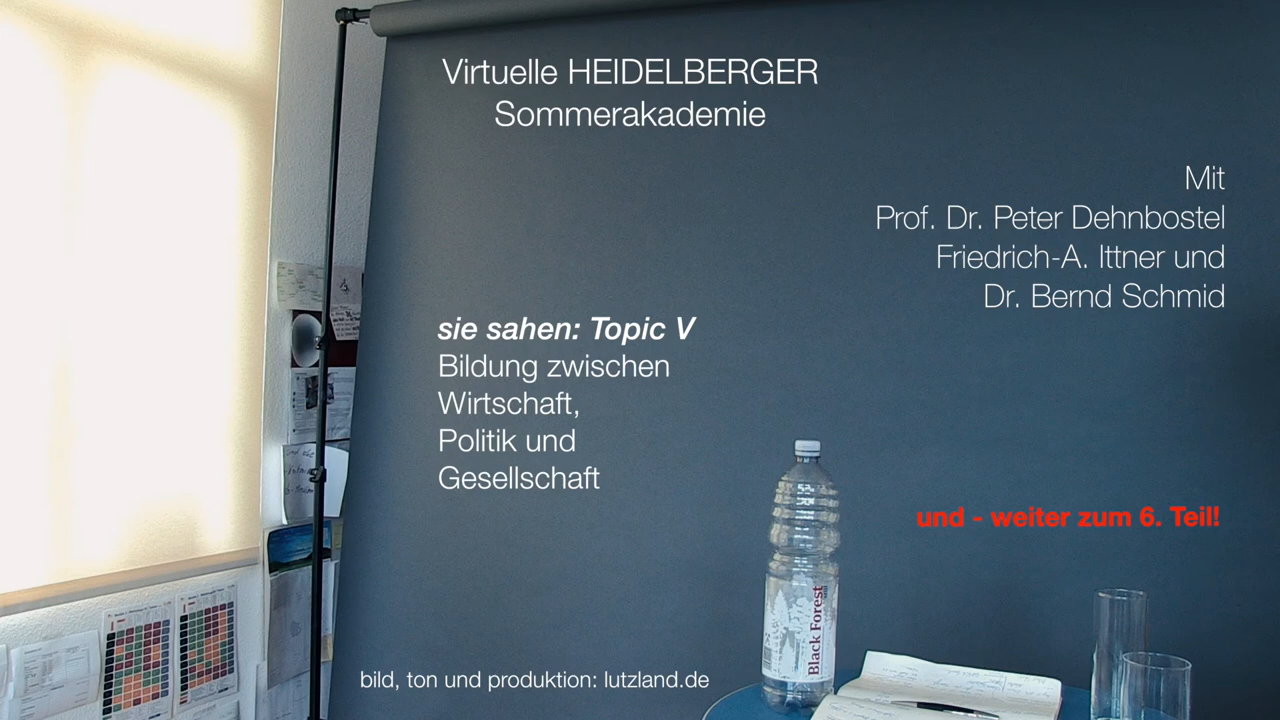 Virtuelle HEIDELBERGER
Sommerakademie
Mit
Prof. Dr. Peter Dehnbostel
Friedrich-A. Ittner und
Dr. Bernd Schmid
sie sahen: Topic V
Bildung zwischen
Wirtschaft,
Politik und
Gesellschaft
und - weiter zum 6. Teil!
Black Forest
bild, ton und produktion: lutzland.de